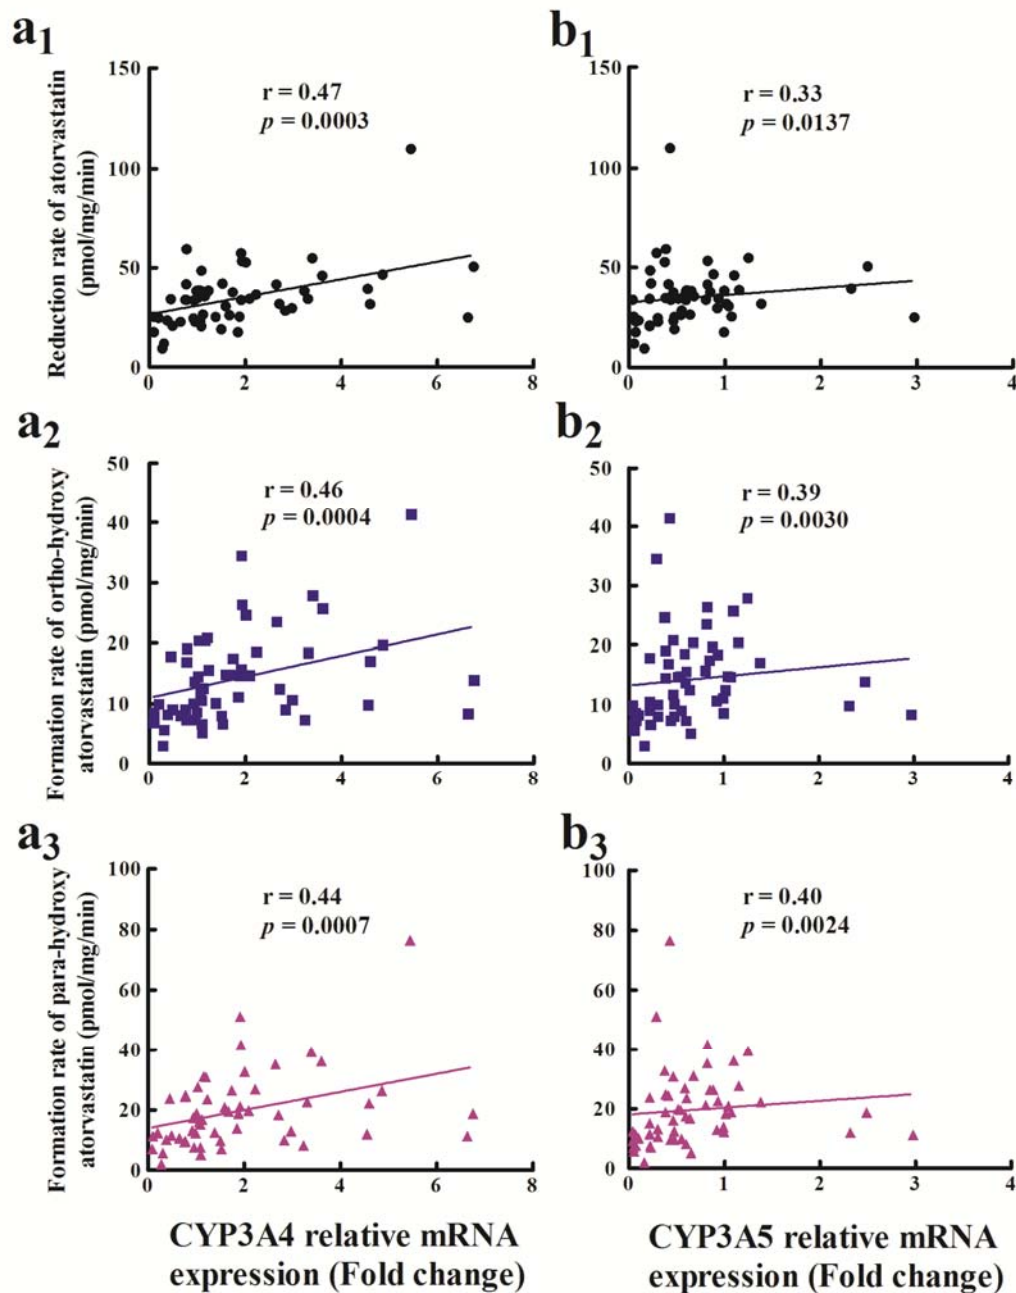 a1
Reduction rate of atorvastatin
(pmol/mg/min)
150
100
50
0
0 2 4 6 8
r = 0.47
p = 0.0003
b1
150
100
50
0
0 1 2 3 4
r = 0.33
p = 0.0137
a2
Formation rate of ortho-hydroxy
atorvastatin (pmol/mg/min)
50
40
30
20
10
0
0 2 4 6 8
r = 0.46
p = 0.0004
b2
50
40
30
20
10
0
0 1 2 3 4
r = 0.39
p = 0.0030
a3
Formation rate of para-hydroxy
atorvastatin (pmol/mg/min)
100
80
60
40
20
0
0 2 4 6 8
r = 0.44
p = 0.0007
b3
100
80
60
40
20
0
0 1 2 3 4
r = 0.40
p = 0.0024
CYP3A4 relative mRNA
expression (Fold change)
CYP3A5 relative mRNA
expression (Fold change)